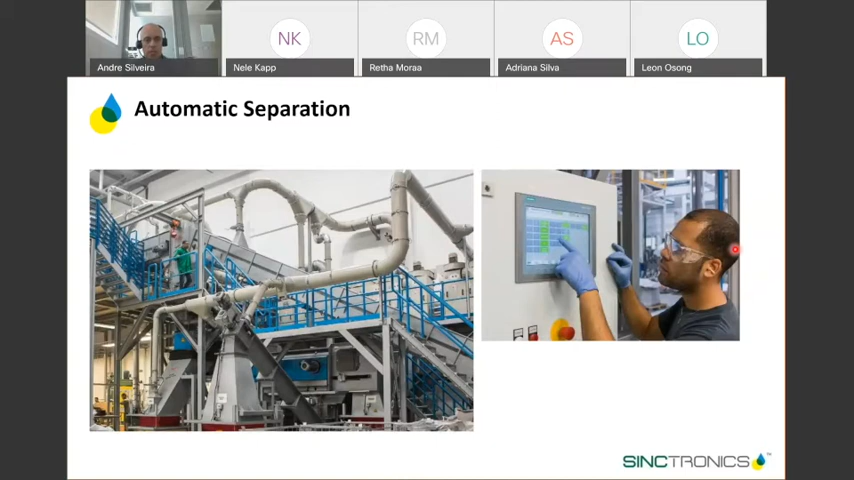 NK
RM
AS
LO
Andre Silveira
Nele Kapp
Retha Moraa
Adriana Silva
Leon Osong
Automatic Separation
SINCTRONICS